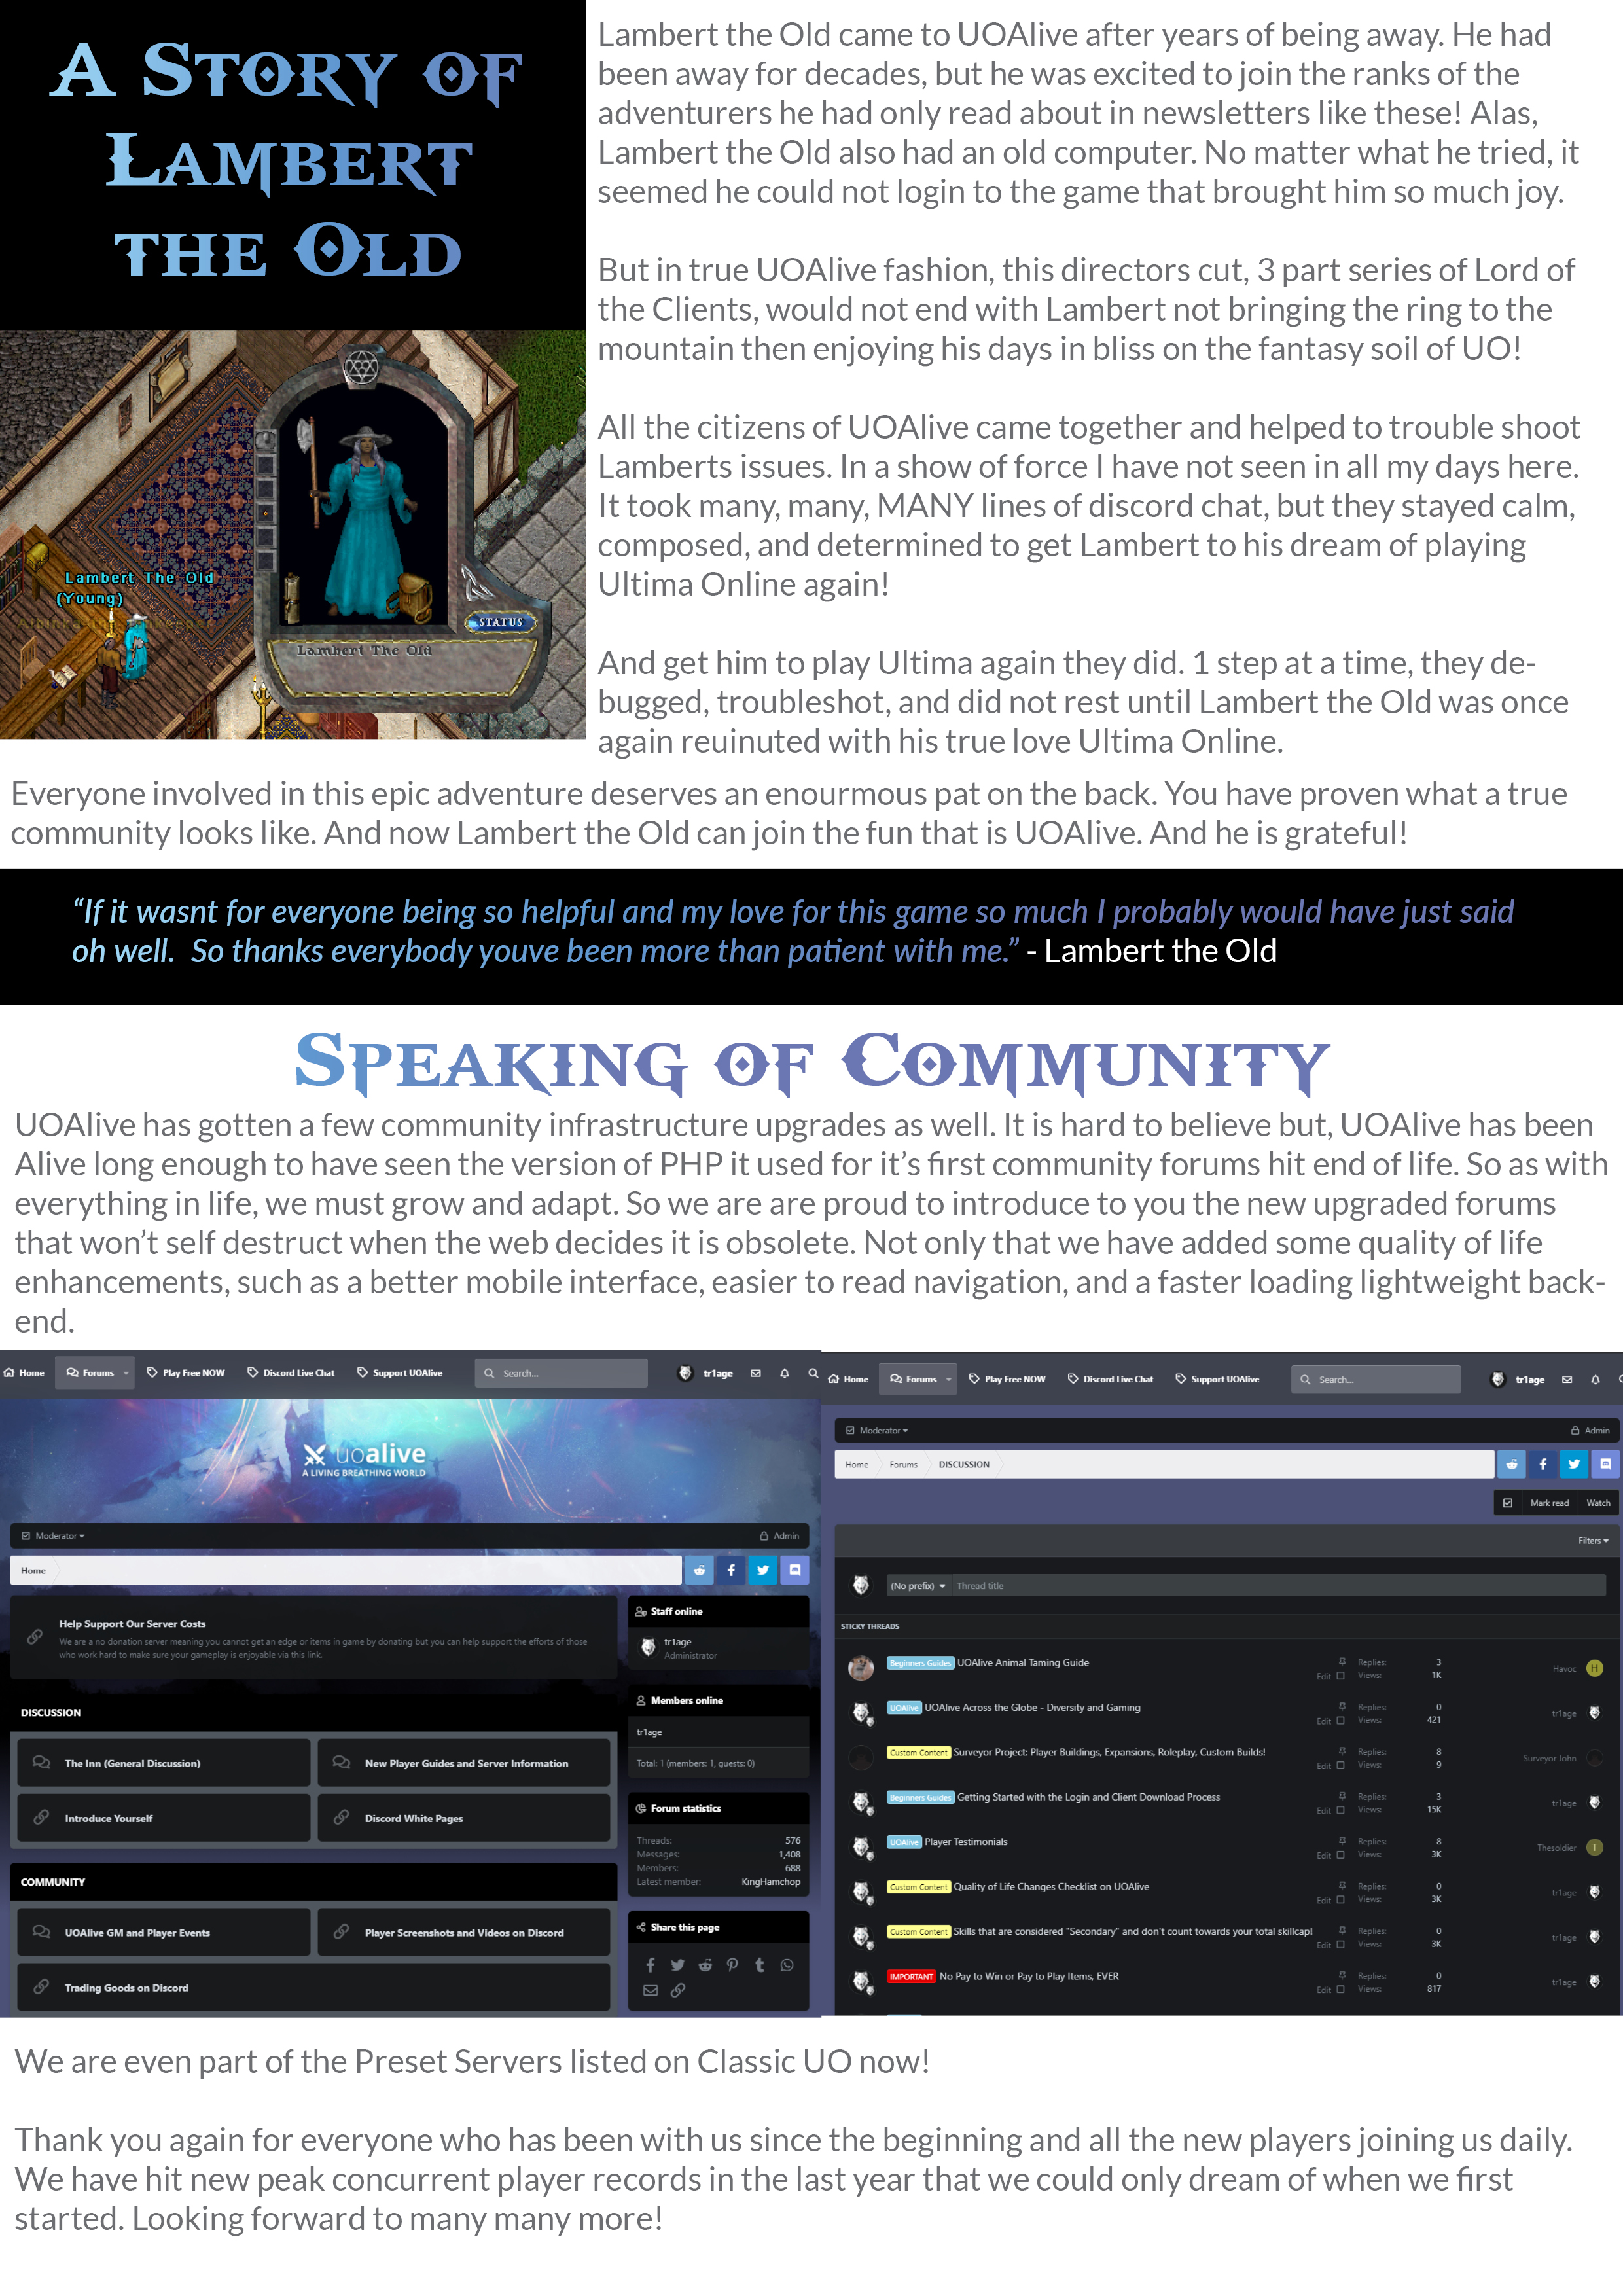 A Story of
Lambert
the Old
Lambert the Old came to UOAlive after years of being away. He had
been away for decades, but he was excited to join the ranks of the
adventurers he had only read about in newsletters like these! Alas,
Lambert the Old also had an old computer. No matter what he tried, it
seemed he could not login to the game that brought him so much joy.
But in true UOAlive fashion, this directors cut, 3 part series of Lord of
the Clients, would not end with Lambert not bringing the ring to the
mountain then enjoying his days in bliss on the fantasy soil of UO!
All the citizens of UOAlive came together and helped to trouble shoot
Lamberts issues. In a show of force I have not seen in all my days here.
It took many, many, MANY lines of discord chat, but they stayed calm,
composed, and determined to get Lambert to his dream of playing
Ultima Online again!
And get him to play Ultima again they did. 1 step at a time, they de-
bugged, troubleshot, and did not rest until Lambert the Old was once
again reuinuted with his true love Ultima Online.
Lambert The Old
(Young)
STATUS
Lambert The Old
Everyone involved in this epic adventure deserves an enourmous pat on the back. You have proven what a true
community looks like. And now Lambert the Old can join the fun that is UOAlive. And he is grateful!
“If it wasnt for everyone being so helpful and my love for this game so much I probably would have just said
oh well.  So thanks everybody youve been more than patient with me.” - Lambert the Old
Speaking of Community
UOAlive has gotten a few community infrastructure upgrades as well. It is hard to believe but, UOAlive has been
Alive long enough to have seen the version of PHP it used for it’s first community forums hit end of life. So as with
everything in life, we must grow and adapt. So we are are proud to introduce to you the new upgraded forums
that won’t self destruct when the web decides it is obsolete. Not only that we have added some quality of life
enhancements, such as a better mobile interface, easier to read navigation, and a faster loading lightweight back-
end.
Home Forums Play Free NOW Discord Live Chat Support UOAlive Search... tr1age
uoalive
A LIVING BREATHING WORLD
Moderator Admin
Home
Help Support Our Server Costs
We are a no donation server meaning you cannot get an edge or items in game by donating but you can help support the efforts of those
who work hard to make sure your gameplay is enjoyable via this link.
DISCUSSION
The Inn (General Discussion) New Player Guides and Server Information
Introduce Yourself Discord White Pages
COMMUNITY
UOAlive GM and Player Events Player Screenshots and Videos on Discord
Trading Goods on Discord
Staff online
tr1age
Administrator
Members online
tr1age
Total: 1 (members: 1, guests: 0)
Forum statistics
Threads: 576
Messages: 1,408
Members: 688
Latest member: KingHamchop
Share this page
Home Forums Play Free NOW Discord Live Chat Support UOAlive Search... tr1age
Moderator Admin
Home Forums DISCUSSION
Mark read Watch
Filters
(No prefix) Thread title
STICKY THREADS
Beginners Guides UOAlive Animal Taming Guide Replies: 3 Havoc H
Edit Views: 1K
UOAlive UOAlive Across the Globe - Diversity and Gaming Replies: 0 tr1age
Edit Views: 421
Custom Content Surveyor Project: Player Buildings, Expansions, Roleplay, Custom Builds! Replies: 8 Surveyor John
Edit Views: 9
Beginners Guides Getting Started with the Login and Client Download Process Replies: 3 tr1age
Edit Views: 15K
UOAlive Player Testimonials Replies: 8 Thesoldier T
Edit Views: 3K
Custom Content Quality of Life Changes Checklist on UOAlive Replies: 0 tr1age
Edit Views: 3K
Custom Content Skills that are considered "Secondary" and don't count towards your total skillcap! Replies: 0 tr1age
Edit Views: 3K
IMPORTANT No Pay to Win or Pay to Play Items, EVER Replies: 0 tr1age
Edit Views: 817
We are even part of the Preset Servers listed on Classic UO now!
Thank you again for everyone who has been with us since the beginning and all the new players joining us daily.
We have hit new peak concurrent player records in the last year that we could only dream of when we first
started. Looking forward to many many more!